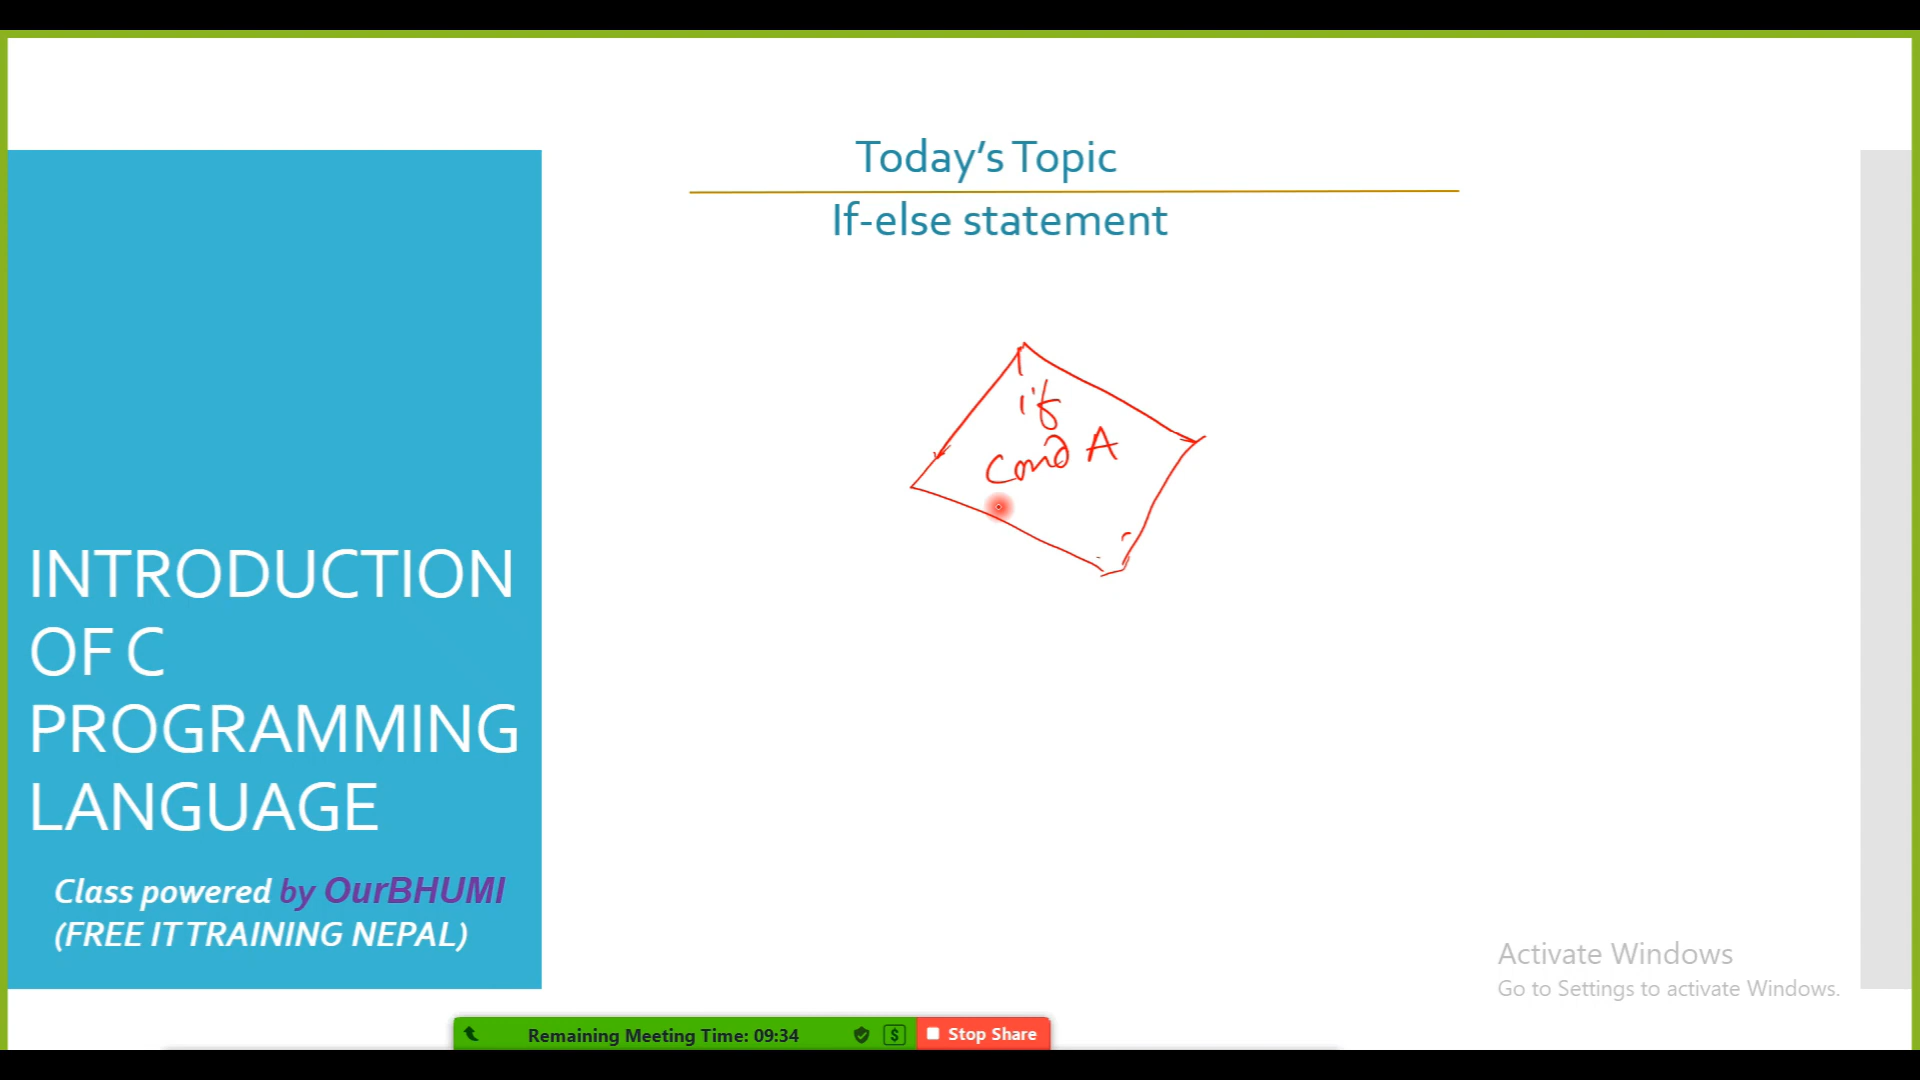 Today's Topic
If-else statement
if
Cond A
INTRODUCTION
OF C
PROGRAMMING
LANGUAGE
Class powered by OurBHUMI
(FREE IT TRAINING NEPAL)
Activate Windows
Go to Settings to activate Windows.
Remaining Meeting Time: 09:34
$
Stop Share